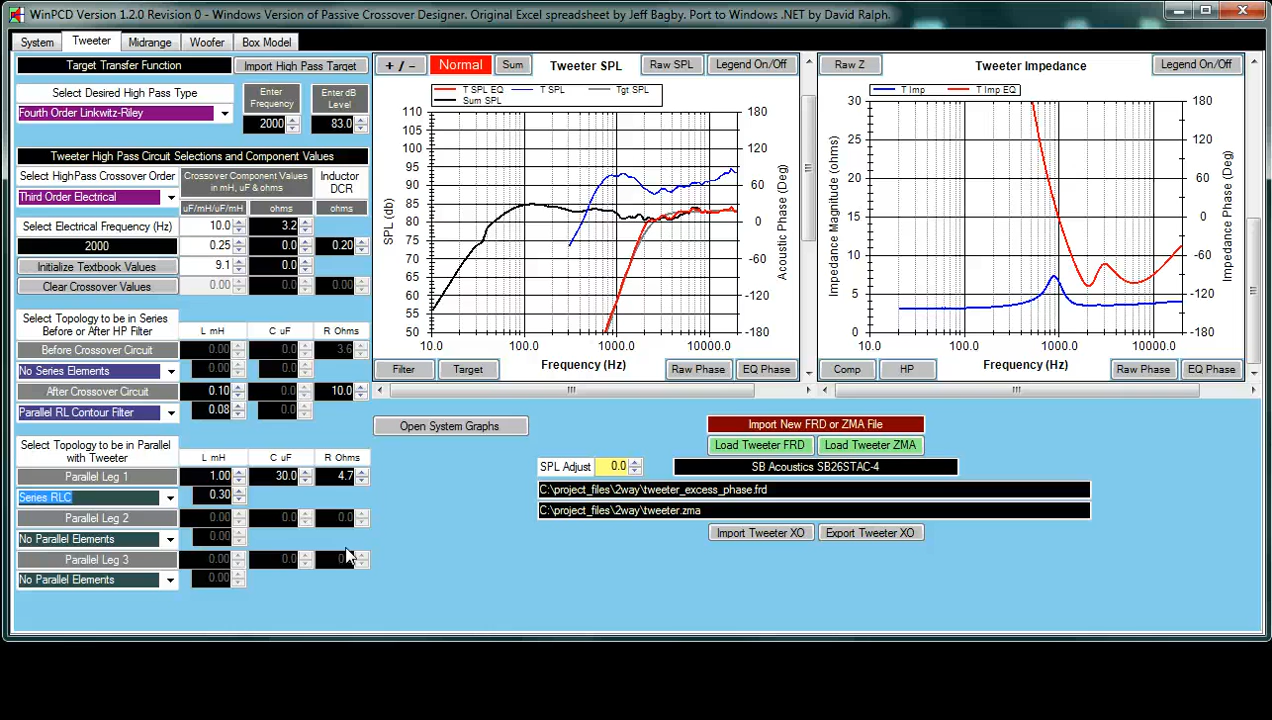 WinPCD Version 1.2.0 Revision 0 - Windows Version of Passive Crossover Designer. Original Excel spreadsheet by Jeff Bagby. Port to Windows .NET by David Ralph.
System Tweeter Midrange Woofer Box Model
Target Transfer Function Import High Pass Target
Select Desired High Pass Type Enter Frequency Enter dB Level
Fourth Order Linkwitz-Riley 2000 83.0
Tweeter High Pass Circuit Selections and Component Values
Select HighPass Crossover Order Crossover Component Values in mH, uF & ohms Inductor DCR
Third Order Electrical uF/mH/uF/mH ohms ohms
Select Electrical Frequency (Hz) 10.0 3.2
2000 0.25 0.0 0.20
Initialize Textbook Values 9.1 0.0
Clear Crossover Values 0.00 0.0 0.00
Select Topology to be in Series Before or After HP Filter L mH C uF R Ohms
Before Crossover Circuit 0.00 0.0 3.6
No Series Elements 0.00 0.0
After Crossover Circuit 0.10 0.0 10.0
Parallel RL Contour Filter 0.08 0.0
Select Topology to be in Parallel with Tweeter L mH C uF R Ohms
Parallel Leg 1 1.00 30.0 4.7
Series RLC 0.30
Parallel Leg 2 0.00 0.0 0.0
No Parallel Elements 0.00
Parallel Leg 3 0.00 0.0
No Parallel Elements 0.00
+ / - Normal Sum Tweeter SPL Raw SPL Legend On/Off
T SPL EQ T SPL Tgt SPL
Sum SPL
110 180
105
100 120
95
90 60
85
80 0
75
70 -60
65
60 -120
55
50 -180
SPL (db)
Acoustic Phase (Deg)
10.0 100.0 1000.0 10000.0
Frequency (Hz)
Filter Target Raw Phase EQ Phase
Raw Z Tweeter Impedance Legend On/Off
T Imp T Imp EQ
30 180
25 120
20 60
15 0
10 -60
5 -120
0 -180
Impedance Magnitude (ohms)
Impedance Phase (Deg)
10.0 100.0 1000.0 10000.0
Frequency (Hz)
Comp HP Raw Phase EQ Phase
Open System Graphs
Import New FRD or ZMA File
Load Tweeter FRD Load Tweeter ZMA
SPL Adjust 0.0 SB Acoustics SB26STAC-4
C:\project_files\2way\tweeter_excess_phase.frd
C:\project_files\2way\tweeter.zma
Import Tweeter XO Export Tweeter XO